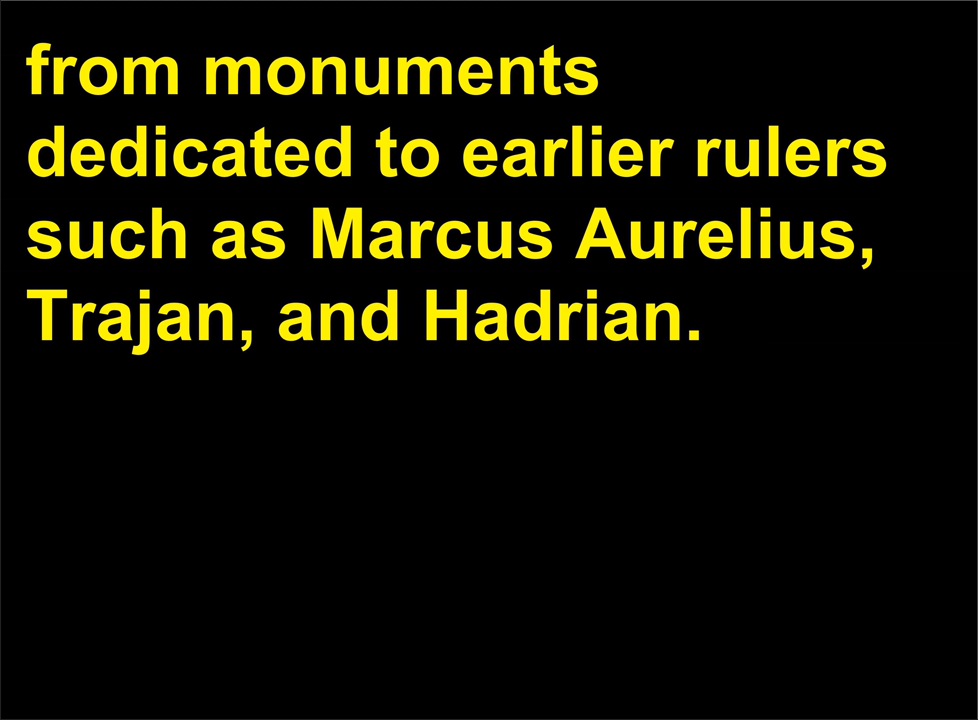 from monuments
dedicated to earlier rulers
such as Marcus Aurelius,
Trajan, and Hadrian.